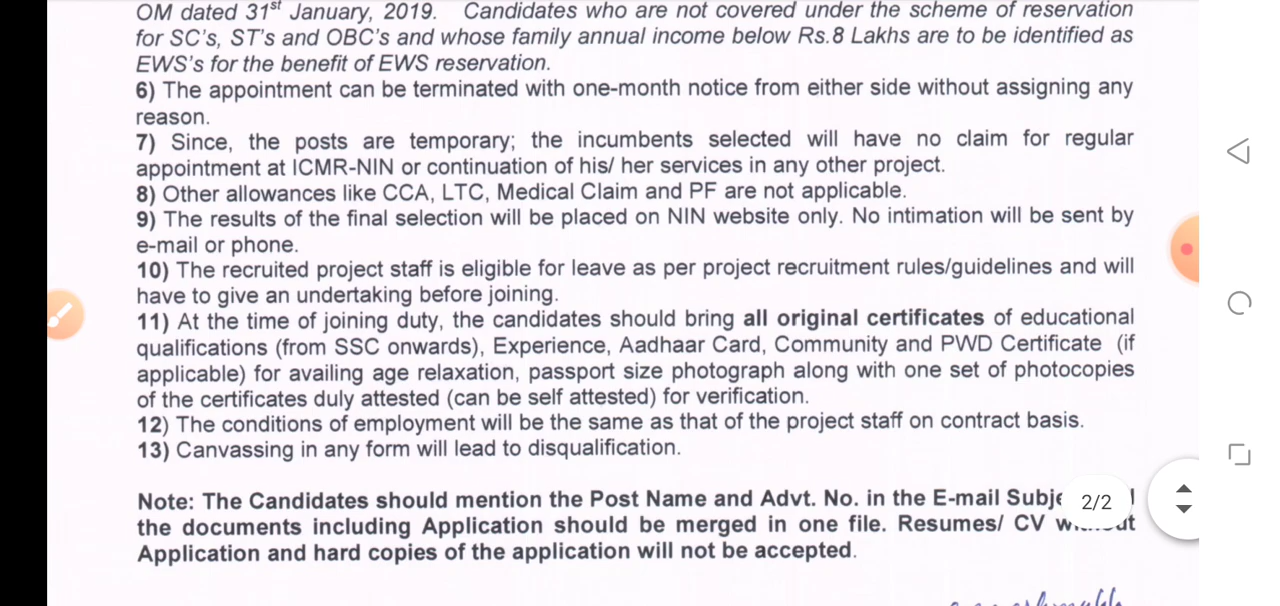 OM dated 31st January, 2019. Candidates who are not covered under the scheme of reservation
for SC's, ST's and OBC's and whose family annual income below Rs.8 Lakhs are to be identified as
EWS's for the benefit of EWS reservation.
6) The appointment can be terminated with one-month notice from either side without assigning any
reason.
7) Since, the posts are temporary; the incumbents selected will have no claim for regular
appointment at ICMR-NIN or continuation of his/ her services in any other project.
8) Other allowances like CCA, LTC, Medical Claim and PF are not applicable.
9) The results of the final selection will be placed on NIN website only. No intimation will be sent by
e-mail or phone.
10) The recruited project staff is eligible for leave as per project recruitment rules/guidelines and will
have to give an undertaking before joining.
11) At the time of joining duty, the candidates should bring all original certificates of educational
qualifications (from SSC onwards), Experience, Aadhaar Card, Community and PWD Certificate (if
applicable) for availing age relaxation, passport size photograph along with one set of photocopies
of the certificates duly attested (can be self attested) for verification.
12) The conditions of employment will be the same as that of the project staff on contract basis.
13) Canvassing in any form will lead to disqualification.
Note: The Candidates should mention the Post Name and Advt. No. in the E-mail
2/2
the documents including Application should be merged in one file. Resumes/ CV
Application and hard copies of the application will not be accepted.